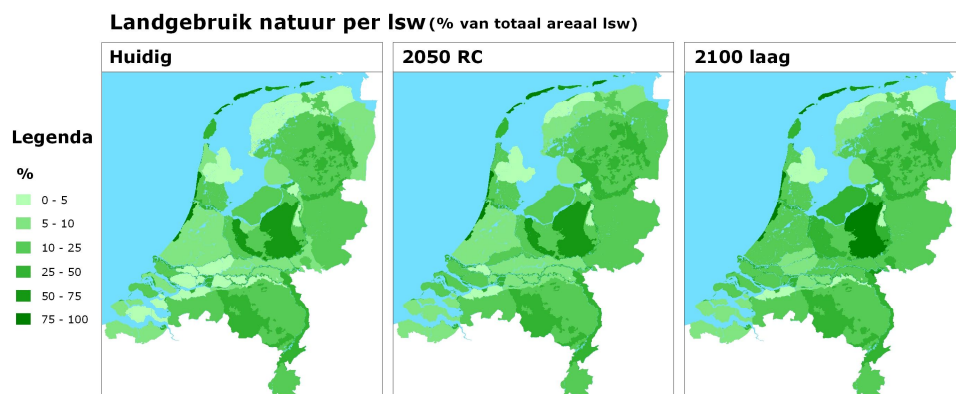 Landgebruik natuur per lsw (% van totaal areaal lsw)
Huidig
2050 RC
2100 laag
Legenda
%
0 - 5
5 - 10
10 - 25
25 - 50
50 - 75
75 - 100